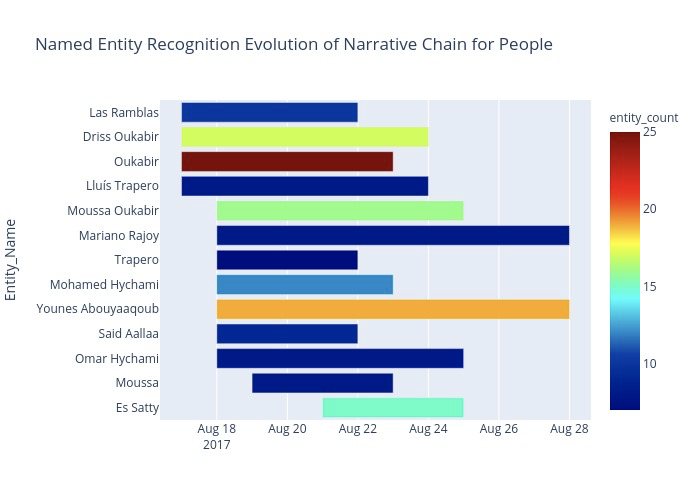 Named Entity Recognition Evolution of Narrative Chain for People
entity_count
Entity_Name
Las Ramblas
Driss Oukabir
Oukabir
Lluís Trapero
Moussa Oukabir
Mariano Rajoy
Trapero
Mohamed Hychami
Younes Abouyaaqoub
Said Aallaa
Omar Hychami
Moussa
Es Satty
25
20
15
10
Aug 18 Aug 20 Aug 22 Aug 24 Aug 26 Aug 28
2017